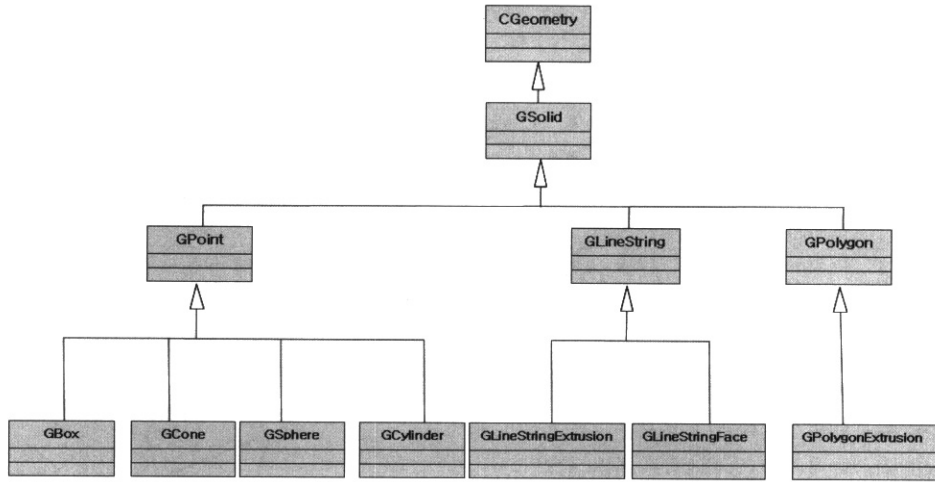 CGeometry
GSolid
GPoint
GLineString
GPolygon
GBox
GCone
GSphere
GCylinder
GLineStringExtrusion
GLineStringFace
GPolygonExtrusion